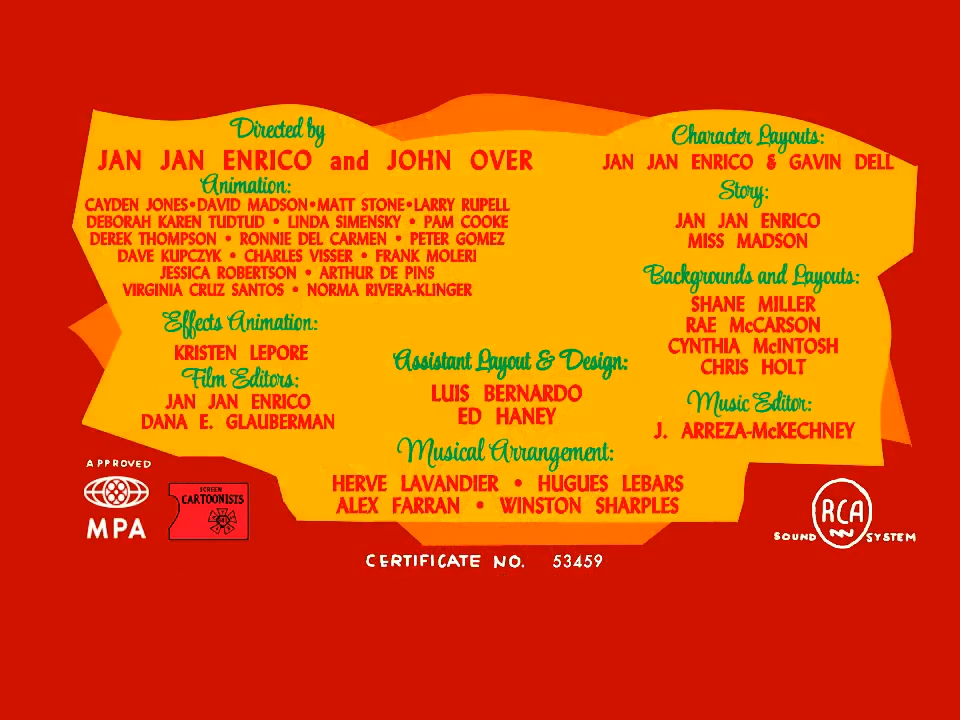 Directed by
JAN JAN ENRICO and JOHN OVER
Animation:
CAYDEN JONES•DAVID MADSON•MATT STONE•LARRY RUPELL
DEBORAH KAREN TUDTUD • LINDA SIMENSKY • PAM COOKE
DEREK THOMPSON • RONNIE DEL CARMEN • PETER GOMEZ
DAVE KUPCZYK • CHARLES VISSER • FRANK MOLERI
JESSICA ROBERTSON • ARTHUR DE PINS
VIRGINIA CRUZ SANTOS • NORMA RIVERA-KLINGER
Effects Animation:
KRISTEN LEPORE
Film Editors:
JAN JAN ENRICO
DANA E. GLAUBERMAN
Assistant Layout & Design:
LUIS BERNARDO
ED HANEY
Musical Arrangement:
HERVE LAVANDIER • HUGUES LEBARS
ALEX FARRAN • WINSTON SHARPLES
Character Layouts:
JAN JAN ENRICO & GAVIN DELL
Story:
JAN JAN ENRICO
MISS MADSON
Backgrounds and Layouts:
SHANE MILLER
RAE McCARSON
CYNTHIA McINTOSH
CHRIS HOLT
Music Editor:
J. ARREZA-McKECHNEY
APPROVED
MPA
SCREEN
CARTOONISTS
RCA
SOUND SYSTEM
CERTIFICATE NO. 53459